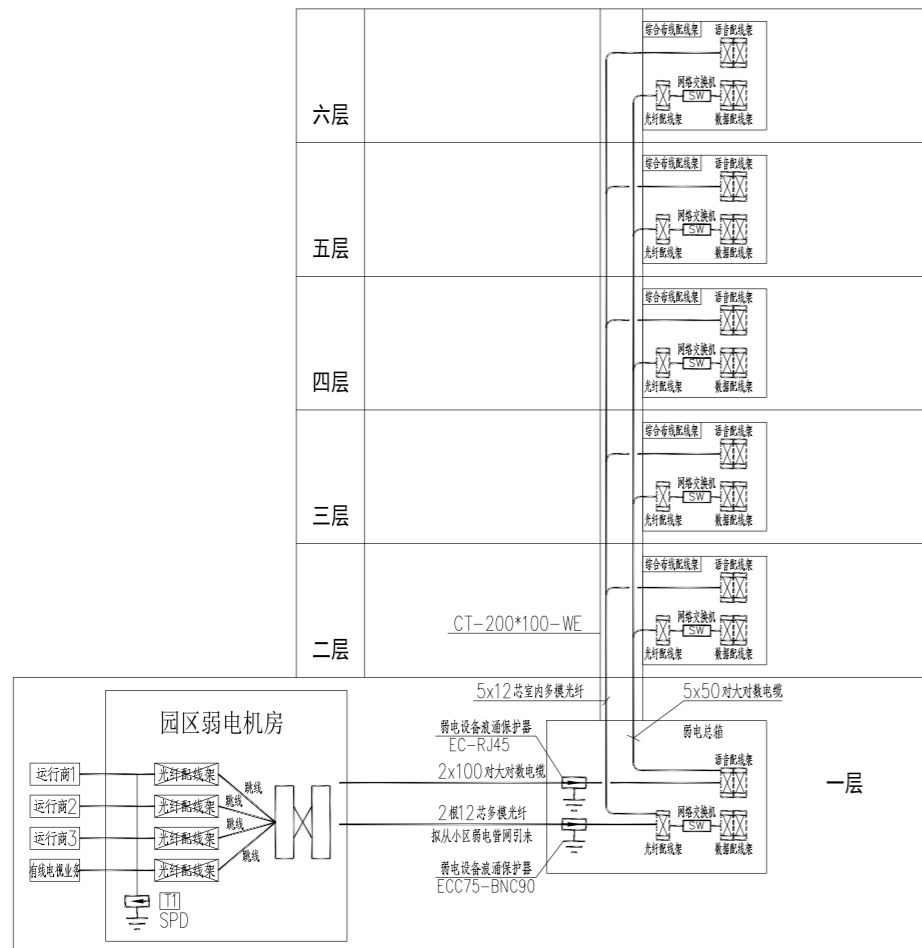 综合布线配线架 语音配线架
网络交换机
SW
六层
光纤配线架 数据配线架
综合布线配线架 语音配线架
网络交换机
SW
五层
光纤配线架 数据配线架
综合布线配线架 语音配线架
网络交换机
SW
四层
光纤配线架 数据配线架
综合布线配线架 语音配线架
网络交换机
SW
三层
光纤配线架 数据配线架
综合布线配线架 语音配线架
网络交换机
SW
CT-200*100-WE
二层
光纤配线架 数据配线架
5x12芯室内多模光纤
5x50对大对数电缆
园区弱电机房
弱电设备浪涌保护器
EC-RJ45
弱电总箱
语音配线架
运行商1
光纤配线架
跳线
2x100对大对数电缆
一层
运行商2
光纤配线架
跳线
2根12芯多模光纤
网络交换机
SW
运行商3
光纤配线架
跳线
拟从小区弱电管网引来
光纤配线架 数据配线架
有线电视业务
光纤配线架
跳线
弱电设备浪涌保护器
ECC75-BNC90
T1
SPD